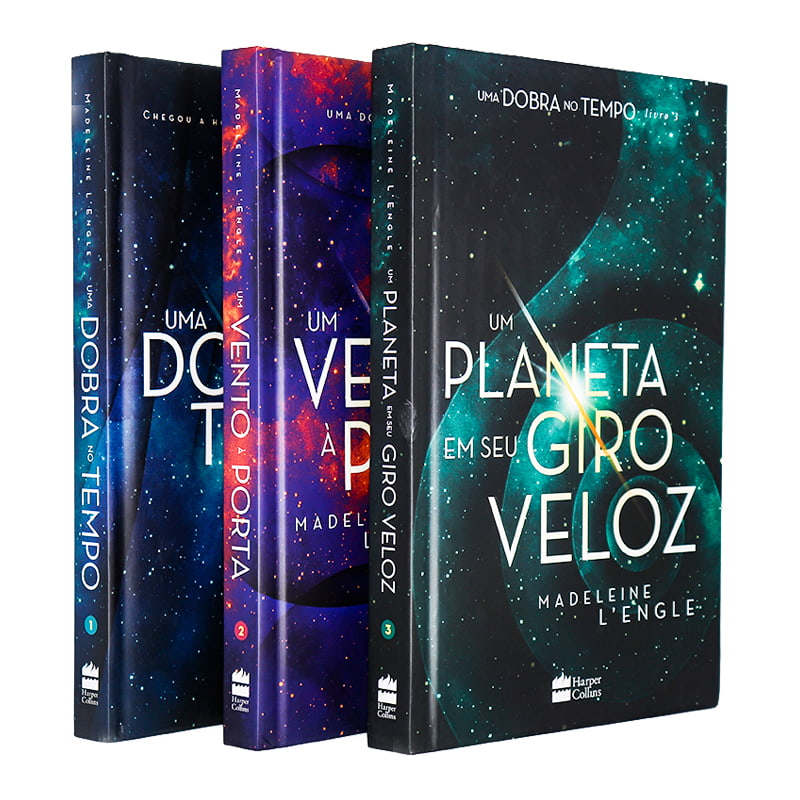 MADELEINE L'ENGLE UMA DOBRA NO TEMPO 1
Harper
Collins
CHEGOU A
UMA
DO
T
MADELEINE L'ENGLE UM VENTO À PORTA 2
Harper
Collins
UMA DO
UM
VE
À P
MADELE
L
MADELEINE L'ENGLE UM PLANETA EM SEU GIRO VELOZ 3
Harper
Collins
UMA DOBRA NO TEMPO livro 3
UM
PLANETA
EM SEU GIRO
VELOZ
MADELEINE
L'ENGLE
Harper
Collins